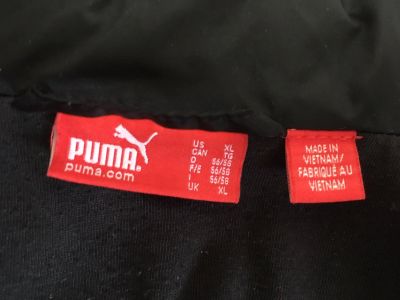 PUMA®
puma.com
US XL
CAN TG
D 56/58
F/E 56/58
I 56/58
UK XL
MADE IN
VIETNAM/
FABRIQUÉ AU
VIETNAM